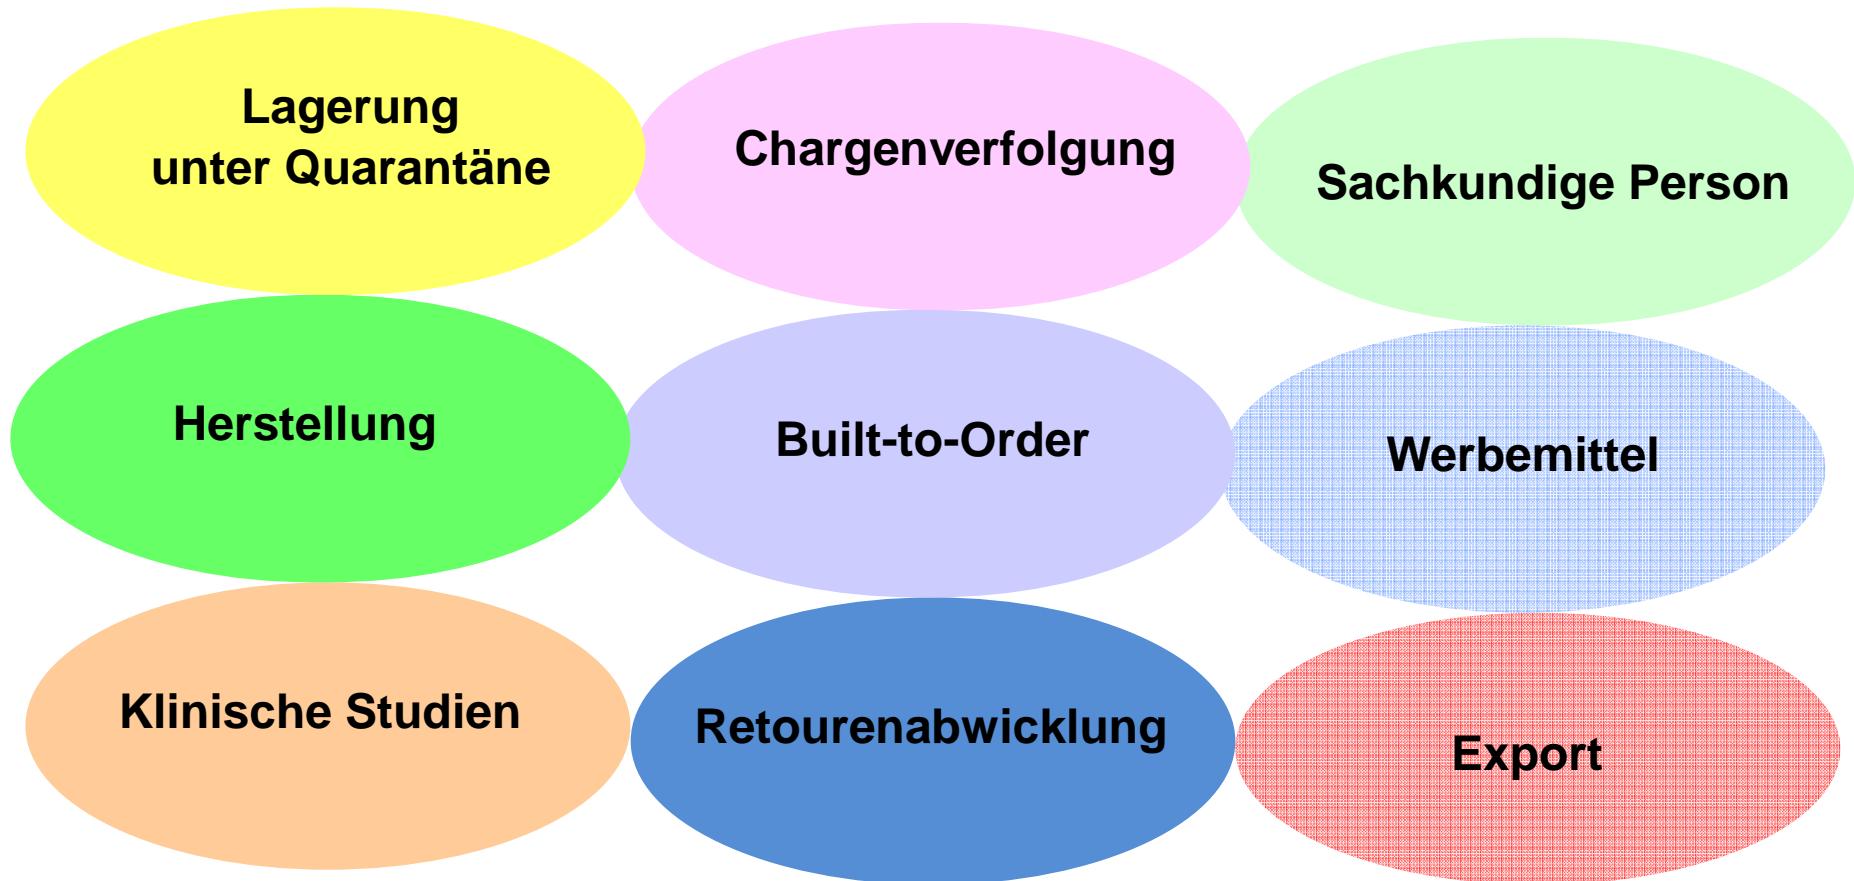 Lagerung
unter Quarantäne
Chargenverfolgung
Sachkundige Person
Herstellung
Built-to-Order
Werbemittel
Klinische Studien
Retourenabwicklung
Export